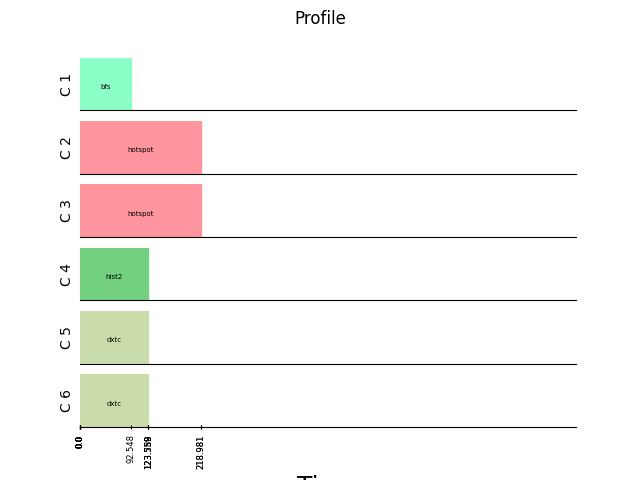 Profile
C 1
bfs
C 2
hotspot
C 3
hotspot
C 4
hist2
C 5
dxtc
C 6
dxtc
0.0
92.548
218.981